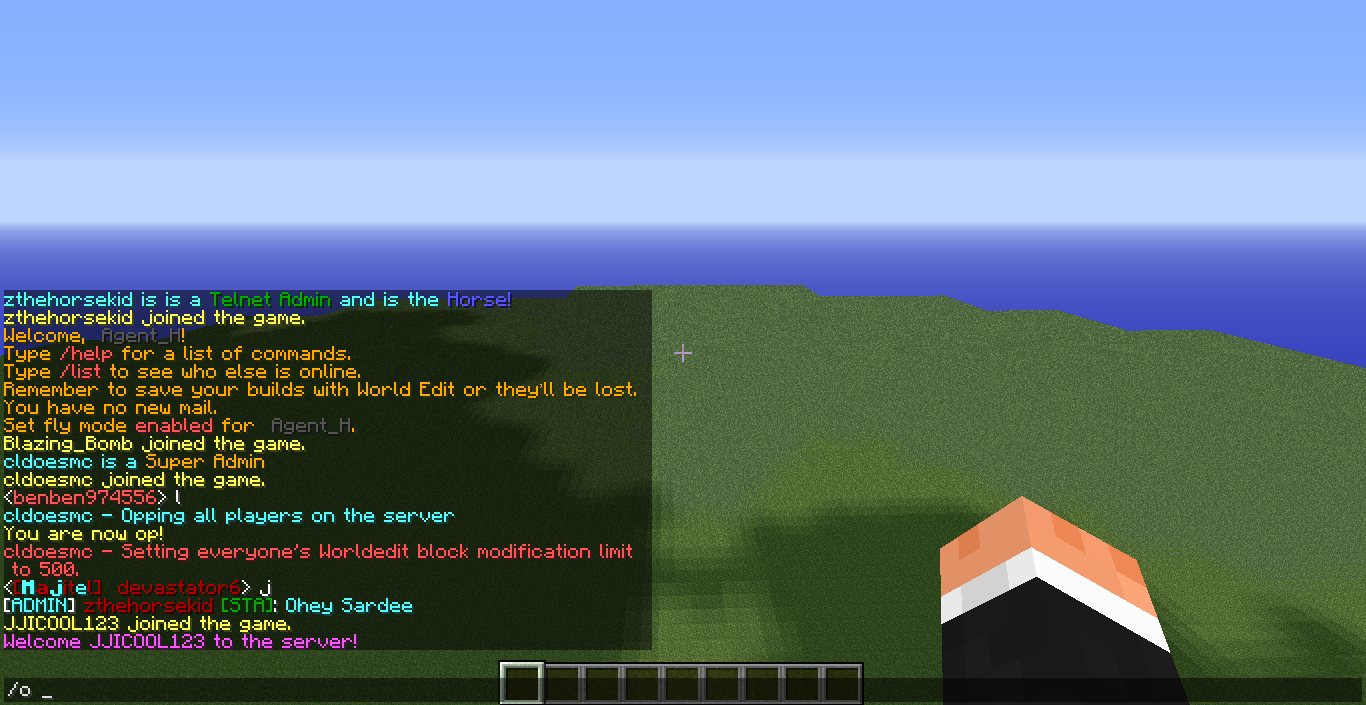 zthehorsekid is is a Telnet Admin and is the Horse!
zthehorsekid joined the game.
Welcome, Agent_H!
Type /help for a list of commands.
Type /list to see who else is online.
Remember to save your builds with World Edit or they'll be lost.
You have no new mail.
Set fly mode enabled for Agent_H.
Blazing_Bomb joined the game.
cldoesmc is a Super Admin
cldoesmc joined the game.
<benben974556> l
cldoesmc - Opping all players on the server
You are now op!
cldoesmc - Setting everyone's Worldedit block modification limit
to 500.
<[Majitel] devastator6> j
[ADMIN] zthehorsekid [STA]: Ohey Sardee
JJICOOL123 joined the game.
Welcome JJICOOL123 to the server!
/o _